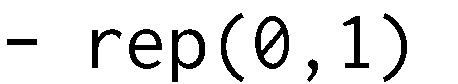 - rep(0,1)